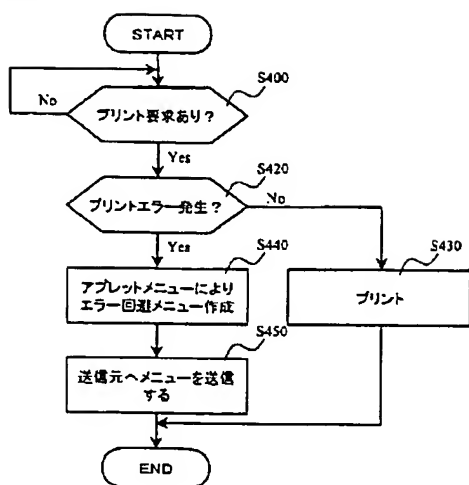 START
S400
No
プリント要求あり?
Yes
S420
プリントエラー発生?
No
Yes
S440
S430
アプレットメニューにより
エラー回避メニュー作成
プリント
S450
送信元へメニューを送信
する
END